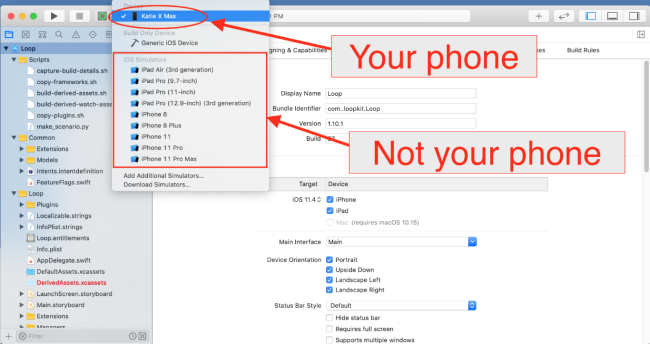 Device
Katie X Max
PM
Build Only Device
Generic iOS Device
iOS Simulators
iPad Air (3rd generation)
iPad Pro (9.7-inch)
iPad Pro (11-inch)
iPad Pro (12.9-inch) (3rd generation)
iPhone 8
iPhone 8 Plus
iPhone 11
iPhone 11 Pro
iPhone 11 Pro Max
Add Additional Simulators...
Download Simulators...
Your phone
Not your phone
Loop
Scripts
capture-build-details.sh
copy-frameworks.sh
build-derived-assets.sh
build-derived-watch-as
copy-plugins.sh
make_scenario.py
Common
Extensions
Models
Intents.intentdefinition
FeatureFlags.swift
Loop
Plugins
Localizable.strings
InfoPlist.strings
Loop.entitlements
Info.plist
AppDelegate.swift
DefaultAssets.xcassets
DerivedAssets.xcassets
LaunchScreen.storyboard
Main.storyboard
Extensions
Managers
Filter
gning & Capabilities
es
Build Rules
Display Name
Loop
Bundle Identifier
com.loopkit.Loop
Version
1.10.1
Build
Target
Device
iOS 11.4
iPhone
iPad
Mac (requires macOS 10.15)
Main Interface
Main
Device Orientation
Portrait
Upside Down
Landscape Left
Landscape Right
Status Bar Style
Default
Hide status bar
Requires full screen
Supports multiple windows